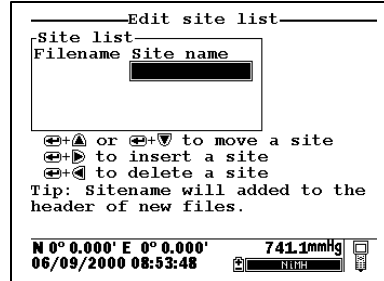 Edit site list
Site list
Filename Site name
+ or + to move a site
+ to insert a site
+ to delete a site
Tip: Sitename will added to the
header of new files.
N 0° 0.000' E 0° 0.000' 741.1mmHg
06/09/2000 08:53:48 NiMH